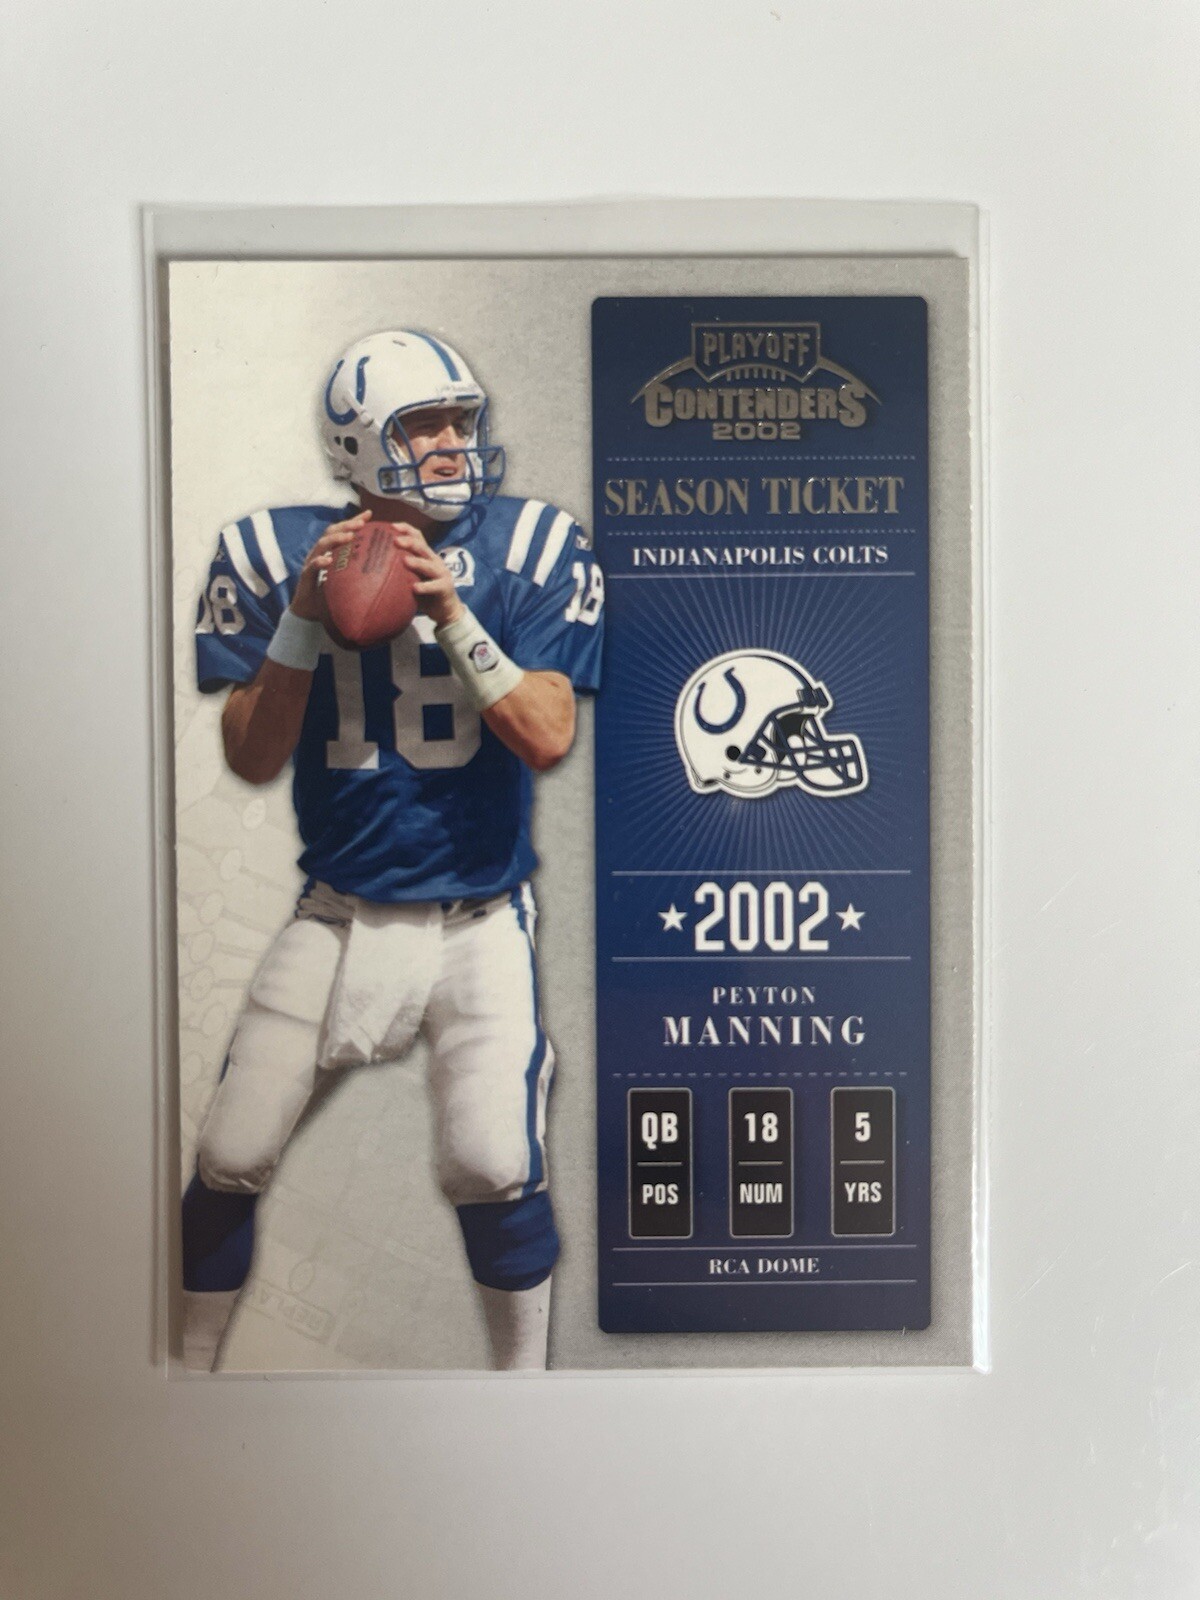 PLAYOFF
CONTENDERS
2002
SEASON TICKET
INDIANAPOLIS COLTS
★2002★
PEYTON
MANNING
QB 18 5
POS NUM YRS
RCA DOME
18 18
18
REPLAY